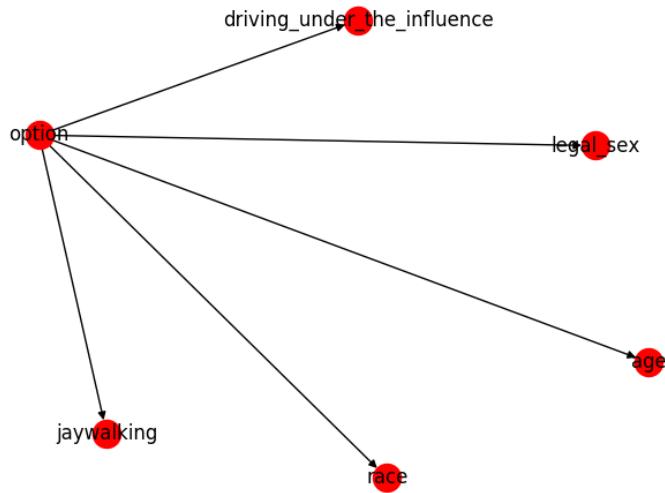 driving_under_the_influence
option
legal_sex
age
jaywalking
race